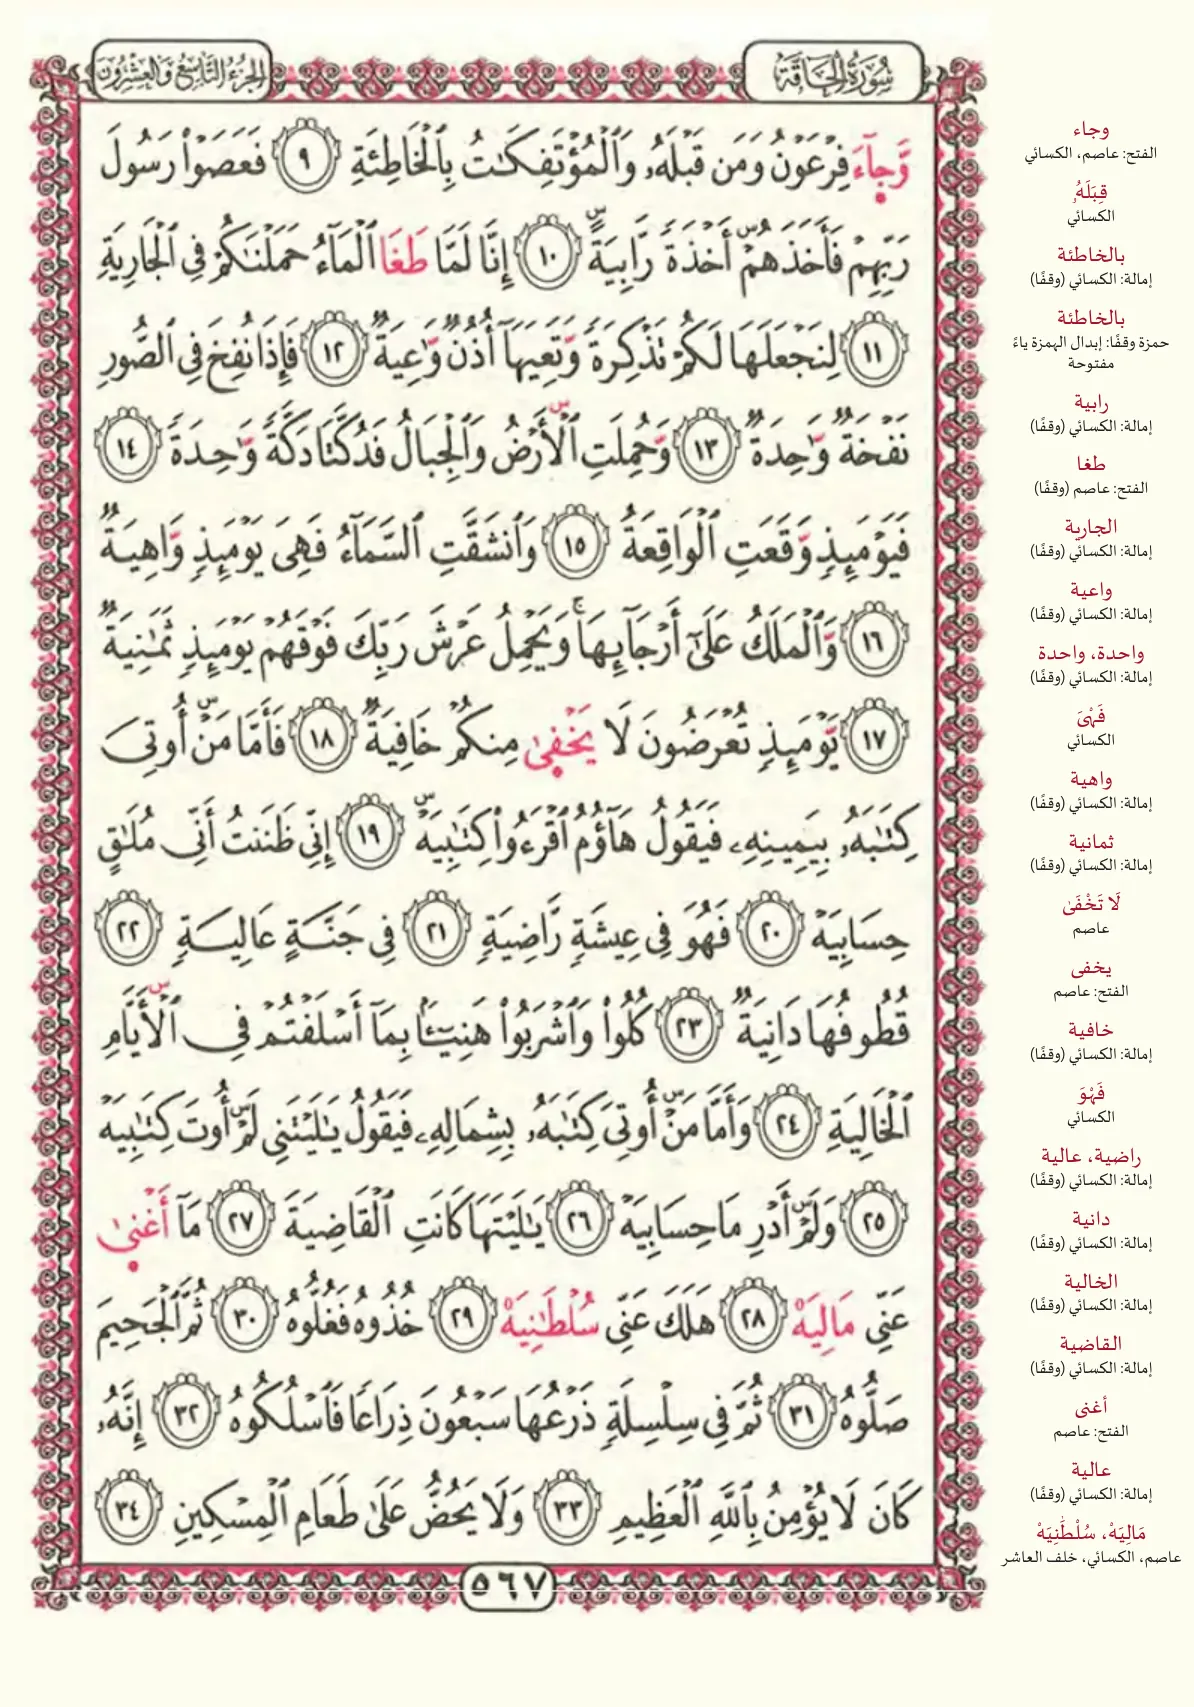 سُورَةُ الْحَاقَّةِ
الجُزْءُ التَّاسِعُ وَالعِشْرُونَ
وَّجَآءَ فِرْعَوْنُ وَمَن قَبْلَهُۥ وَٱلْمُؤْتَفِكَٰتُ بِٱلْخَاطِئَةِ ٩ فَعَصَوْا۟ رَسُولَ
رَبِّهِمْ فَأَخَذَهُمْ أَخْذَةً رَّابِيَةً ١٠ إِنَّا لَمَّا طَغَا ٱلْمَآءُ حَمَلْنَٰكُمْ فِي ٱلْجَارِيَةِ
١١ لِنَجْعَلَهَا لَكُمْ تَذْكِرَةً وَّتَعِيَهَآ أُذُنٌ وَّٰعِيَةٌ ١٢ فَإِذَا نُفِخَ فِي ٱلصُّورِ
نَفْخَةٌ وَّٰحِدَةٌ ١٣ وَّحُمِلَتِ ٱلْأَرْضُ وَٱلْجِبَالُ فَدُكَّتَا دَكَّةً وَّٰحِدَةً ١٤
فَيَوْمَئِذٍ وَّقَعَتِ ٱلْوَاقِعَةُ ١٥ وَٱنشَقَّتِ ٱلسَّمَآءُ فَهِىَ يَوْمَئِذٍ وَّاهِيَةٌ
١٦ وَّٱلْمَلَكُ عَلَىٰٓ أَرْجَآئِهَا ۚ وَيَحْمِلُ عَرْشَ رَبِّكَ فَوْقَهُمْ يَوْمَئِذٍ ثَمَٰنِيَةٌ
١٧ يَّوْمَئِذٍ تُعْرَضُونَ لَا يَخْفَىٰ مِنكُمْ خَافِيَةٌ ١٨ فَأَمَّا مَنْ أُوتِىَ
كِتَٰبَهُۥ بِيَمِينِهِۦ فَيَقُولُ هَآؤُمُ ٱقْرَءُوا۟ كِتَٰبِيَهْ ١٩ إِنِّي ظَنَنتُ أَنِّي مُلَٰقٍ
حِسَابِيَهْ ٢٠ فَهُوَ فِي عِيشَةٍ رَّاضِيَةٍ ٢١ فِي جَنَّةٍ عَالِيَةٍ ٢٢
قُطُوفُهَا دَانِيَةٌ ٢٣ كُلُوا۟ وَٱشْرَبُوا۟ هَنِيٓـًٔۢا بِمَآ أَسْلَفْتُمْ فِي ٱلْأَيَّامِ
ٱلْخَالِيَةِ ٢٤ وَأَمَّا مَنْ أُوتِىَ كِتَٰبَهُۥ بِشِمَالِهِۦ فَيَقُولُ يَٰلَيْتَنِي لَمْ أُوتَ كِتَٰبِيَهْ
٢٥ وَلَمْ أَدْرِ مَا حِسَابِيَهْ ٢٦ يَٰلَيْتَهَا كَانَتِ ٱلْقَاضِيَةَ ٢٧ مَآ أَغْنَىٰ
عَنِّي مَالِيَهْ ٢٨ هَلَكَ عَنِّي سُلْطَٰنِيَهْ ٢٩ خُذُوهُ فَغُلُّوهُ ٣٠ ثُمَّ ٱلْجَحِيمَ
صَلُّوهُ ٣١ ثُمَّ فِي سِلْسِلَةٍ ذَرْعُهَا سَبْعُونَ ذِرَاعًا فَٱسْلُكُوهُ ٣٢ إِنَّهُۥ
كَانَ لَا يُؤْمِنُ بِٱللَّهِ ٱلْعَظِيمِ ٣٣ وَلَا يَحُضُّ عَلَىٰ طَعَامِ ٱلْمِسْكِينِ ٣٤
٥٦٧
وجاء
الفتح: عاصم، الكسائي
قِبَلَهُۥ
الكسائي
بالخاطئة
إمالة: الكسائي (وقفًا)
بالخاطئة
حمزة وقفًا: إبدال الهمزة ياءً
مفتوحة
رابية
إمالة: الكسائي (وقفًا)
طغا
الفتح: عاصم (وقفًا)
الجارية
إمالة: الكسائي (وقفًا)
واعية
إمالة: الكسائي (وقفًا)
واحدة، واحدة
إمالة: الكسائي (وقفًا)
فَهْىَ
الكسائي
واهية
إمالة: الكسائي (وقفًا)
ثمانية
إمالة: الكسائي (وقفًا)
لَا تَخْفَىٰ
عاصم
يخفى
الفتح: عاصم
خافية
إمالة: الكسائي (وقفًا)
فَهْوَ
الكسائي
راضية، عالية
إمالة: الكسائي (وقفًا)
دانية
إمالة: الكسائي (وقفًا)
الخالية
إمالة: الكسائي (وقفًا)
القاضية
إمالة: الكسائي (وقفًا)
أغنى
الفتح: عاصم
عالية
إمالة: الكسائي (وقفًا)
مَالِيَهْ، سُلْطَٰنِيَهْ
عاصم، الكسائي، خلف العاشر